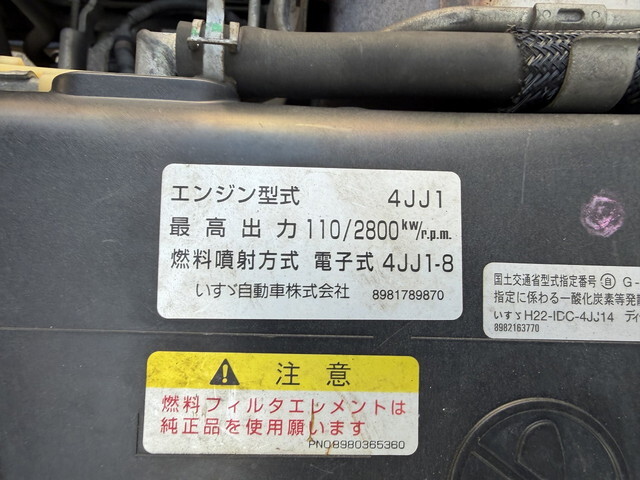 エンジン型式 4JJ1
最高出力 110/2800kW/r.p.m.
燃料噴射方式 電子式 4JJ1-8
いすゞ自動車株式会社 8981789870
国土交通省型式指定番号 自 G-
指定に係わる一酸化炭素等発
いすゞH22-IDC-4JJ14 ディ
8982163770
注意
燃料フィルタエレメントは
純正品を使用願います
PNO8980365360